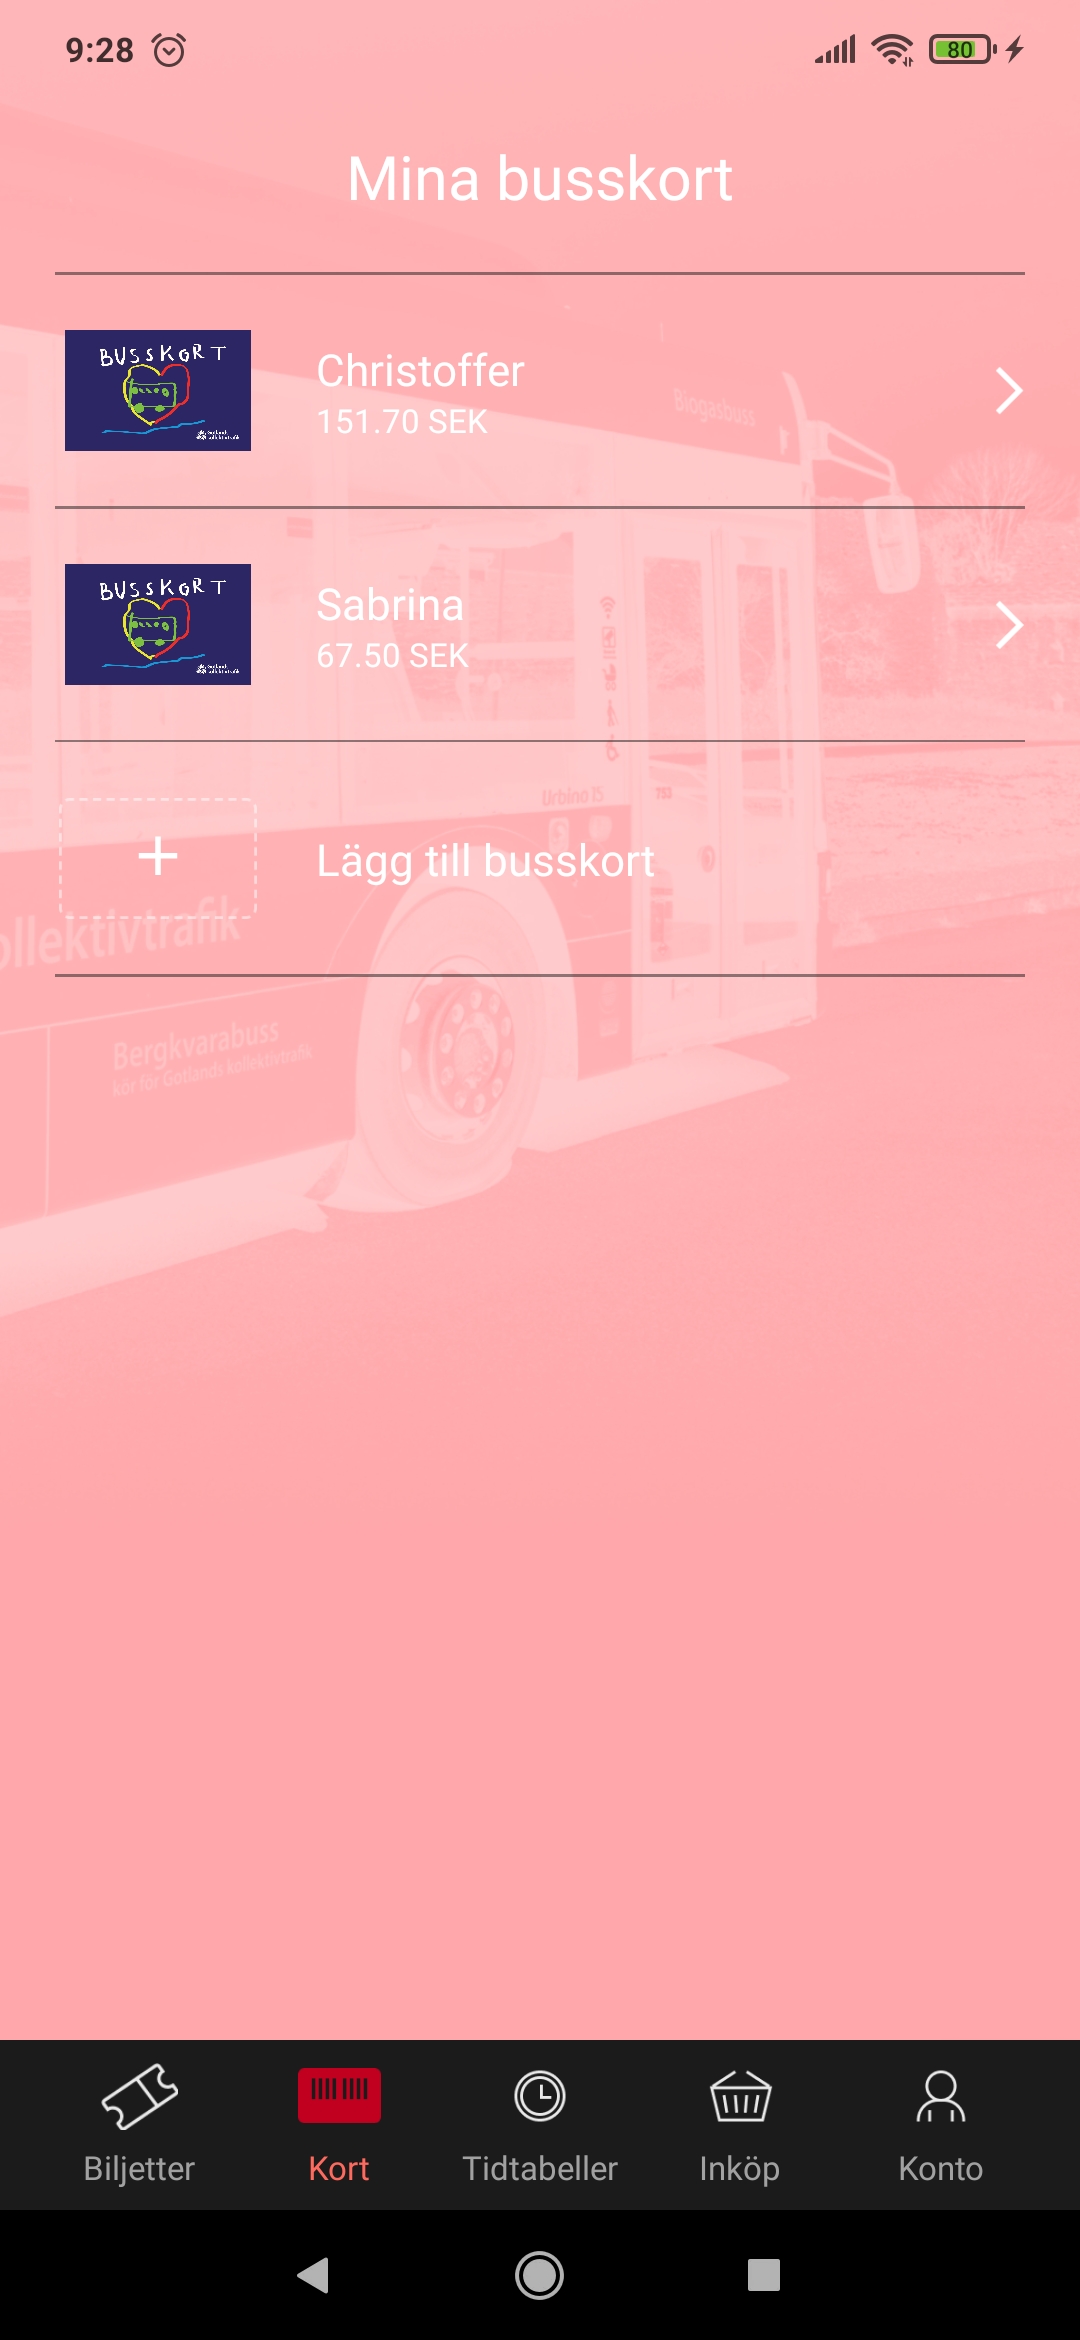 9:28
80
Mina busskort
BUSSKORT
Christoffer
151.70 SEK
Biogasbuss
BUSSKORT
Sabrina
67.50 SEK
Urbino 15
753
+
Lägg till busskort
ollektivtrafik
Bergkvarabuss
kör för Gotlands kollektivtrafik
Biljetter
Kort
Tidtabeller
Inköp
Konto